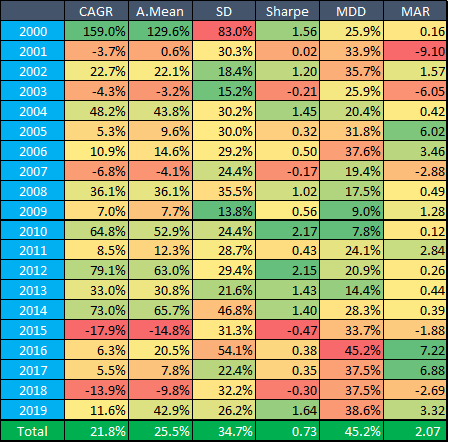 CAGR A.Mean SD Sharpe MDD MAR
2000 159.0% 129.6% 83.0% 1.56 25.9% 0.16
2001 -3.7% 0.6% 30.3% 0.02 33.9% -9.10
2002 22.7% 22.1% 18.4% 1.20 35.7% 1.57
2003 -4.3% -3.2% 15.2% -0.21 25.9% -6.05
2004 48.2% 43.8% 30.2% 1.45 20.4% 0.42
2005 5.3% 9.6% 30.0% 0.32 31.8% 6.02
2006 10.9% 14.6% 29.2% 0.50 37.6% 3.46
2007 -6.8% -4.1% 24.4% -0.17 19.4% -2.88
2008 36.1% 36.1% 35.5% 1.02 17.5% 0.49
2009 7.0% 7.7% 13.8% 0.56 9.0% 1.28
2010 64.8% 52.9% 24.4% 2.17 7.8% 0.12
2011 8.5% 12.3% 28.7% 0.43 24.1% 2.84
2012 79.1% 63.0% 29.4% 2.15 20.9% 0.26
2013 33.0% 30.8% 21.6% 1.43 14.4% 0.44
2014 73.0% 65.7% 46.8% 1.40 28.3% 0.39
2015 -17.9% -14.8% 31.3% -0.47 33.7% -1.88
2016 6.3% 20.5% 54.1% 0.38 45.2% 7.22
2017 5.5% 7.8% 22.4% 0.35 37.5% 6.88
2018 -13.9% -9.8% 32.2% -0.30 37.5% -2.69
2019 11.6% 42.9% 26.2% 1.64 38.6% 3.32
Total 21.8% 25.5% 34.7% 0.73 45.2% 2.07